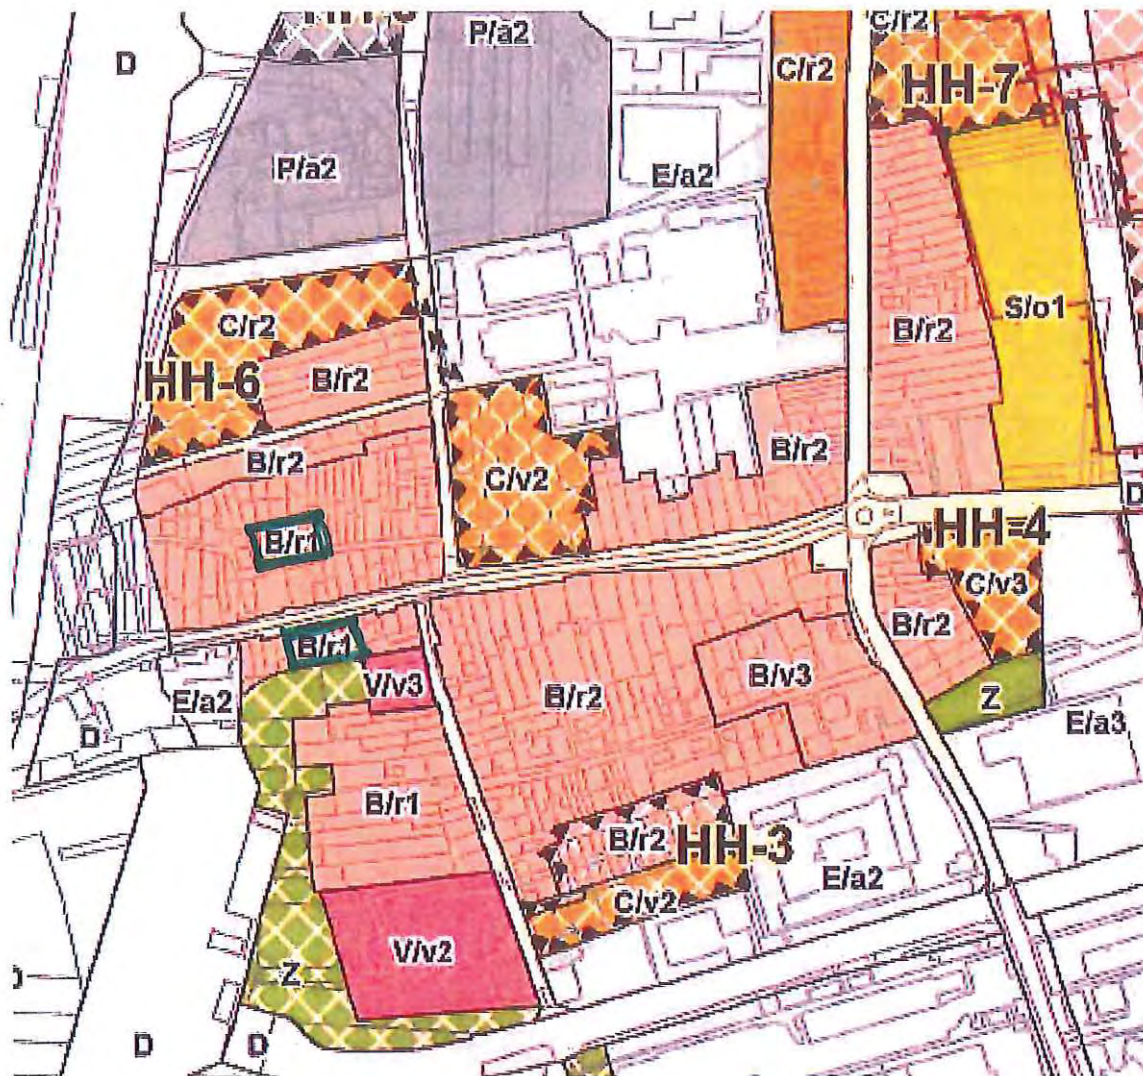 P/a2
C/r2
D
C/r2
HH-7
P/a2
E/a2
C/r2
B/r2
S/o1
HH-6
B/r2
B/r2
B/r2
C/v2
B/r1
D
HH-4
C/v3
B/r2
B/r1
V/v3
B/r2
B/v3
E/a2
D
Z
E/a3
B/r1
B/r2
HH-3
E/a2
C/v2
V/v2
Z
D
D